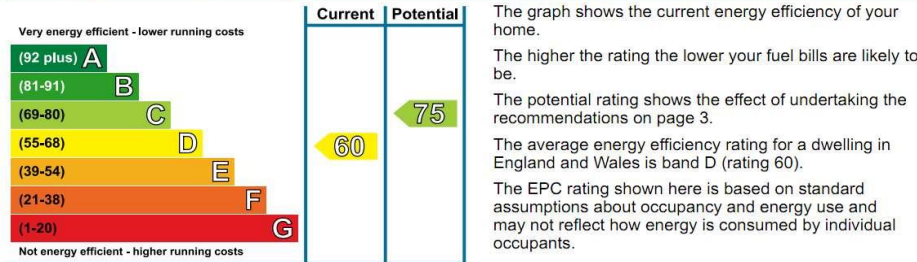 Current Potential
Very energy efficient - lower running costs
(92 plus) A
(81-91) B
(69-80) C
75
(55-68) D
60
(39-54) E
(21-38) F
(1-20) G
Not energy efficient - higher running costs
The graph shows the current energy efficiency of your
home.
The higher the rating the lower your fuel bills are likely to
be.
The potential rating shows the effect of undertaking the
recommendations on page 3.
The average energy efficiency rating for a dwelling in
England and Wales is band D (rating 60).
The EPC rating shown here is based on standard
assumptions about occupancy and energy use and
may not reflect how energy is consumed by individual
occupants.